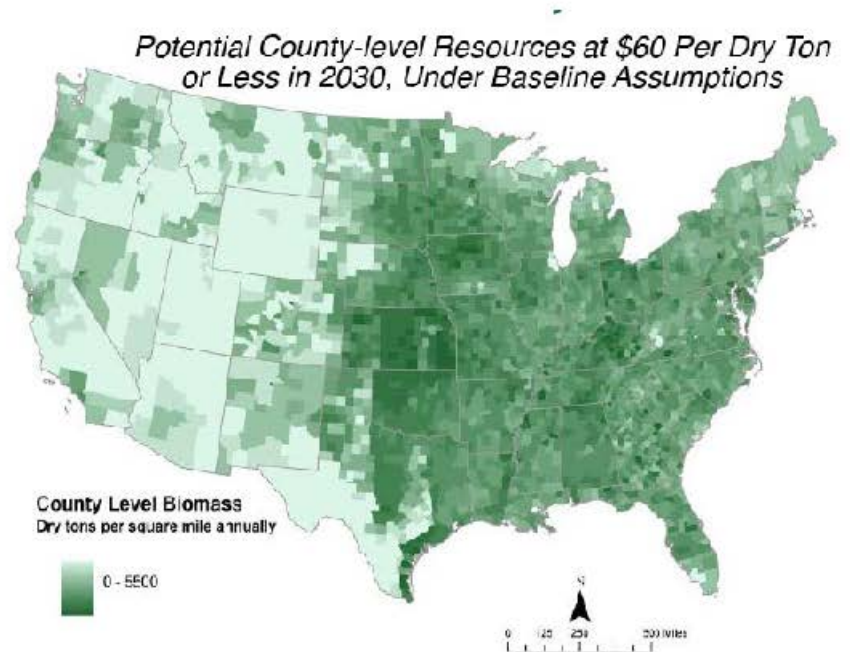 Potential County-level Resources at $60 Per Dry Ton
or Less in 2030, Under Baseline Assumptions
County Level Biomass
Dry tons per square mile annually
0 - 5500
N
0 125 250 500 Miles